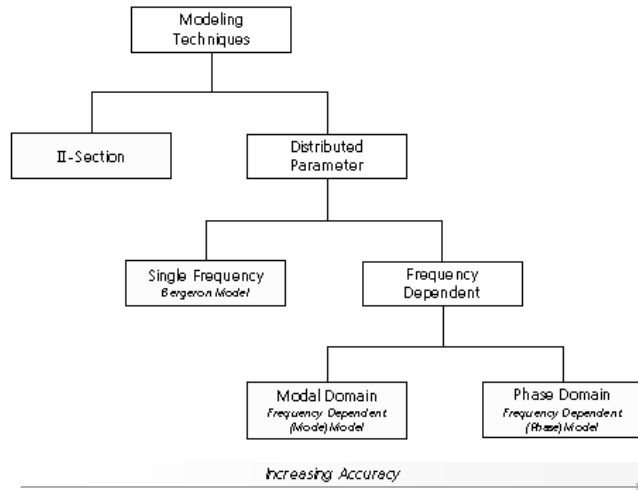 Modeling
Techniques
II-Section
Distributed
Parameter
Single Frequency
Bergeron Model
Frequency
Dependent
Modal Domain
Frequency Dependent
(Mode) Model
Phase Domain
Frequency Dependent
(Phase) Model
Increasing Accuracy